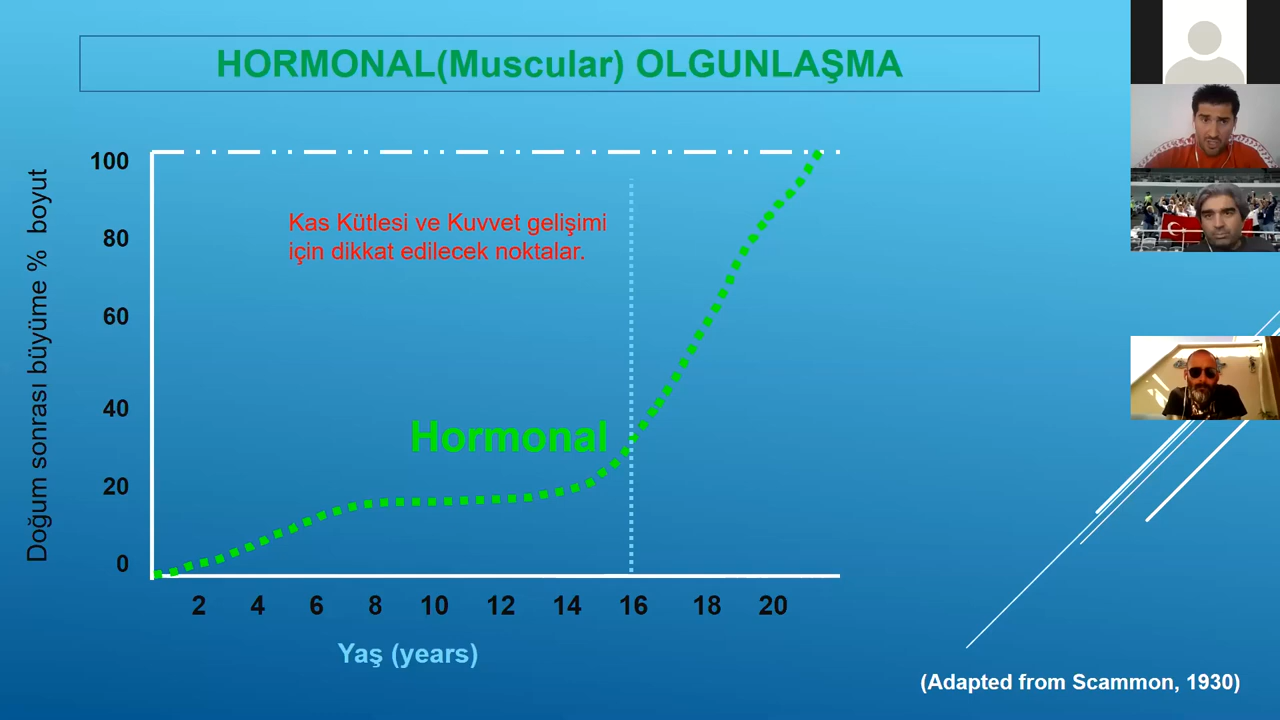 HORMONAL(Muscular) OLGUNLAŞMA
Doğum sonrası büyüme % boyut
100
80
60
40
20
0
Kas Kütlesi ve Kuvvet gelişimi
için dikkat edilecek noktalar.
Hormonal
2 4 6 8 10 12 14 16 18 20
Yaş (years)
(Adapted from Scammon, 1930)